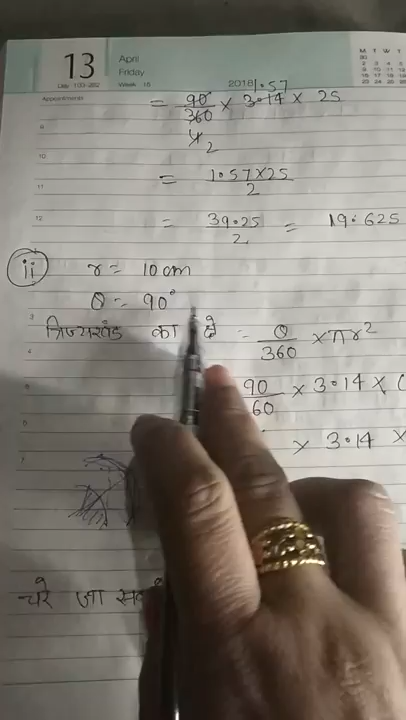 13 April Friday
Week 15 2018
M T W T
Appointments
1.57
= 90°/360 × 3.14 × 25
4 2
= 1.57×25/2
= 39.25/2 = 19.625
ii r = 10 cm
θ = 90°
त्रिज्यखंड का क्षे = θ/360 × πr²
90/60 × 3.14 × (
× 3.14 ×
चरे जा सक